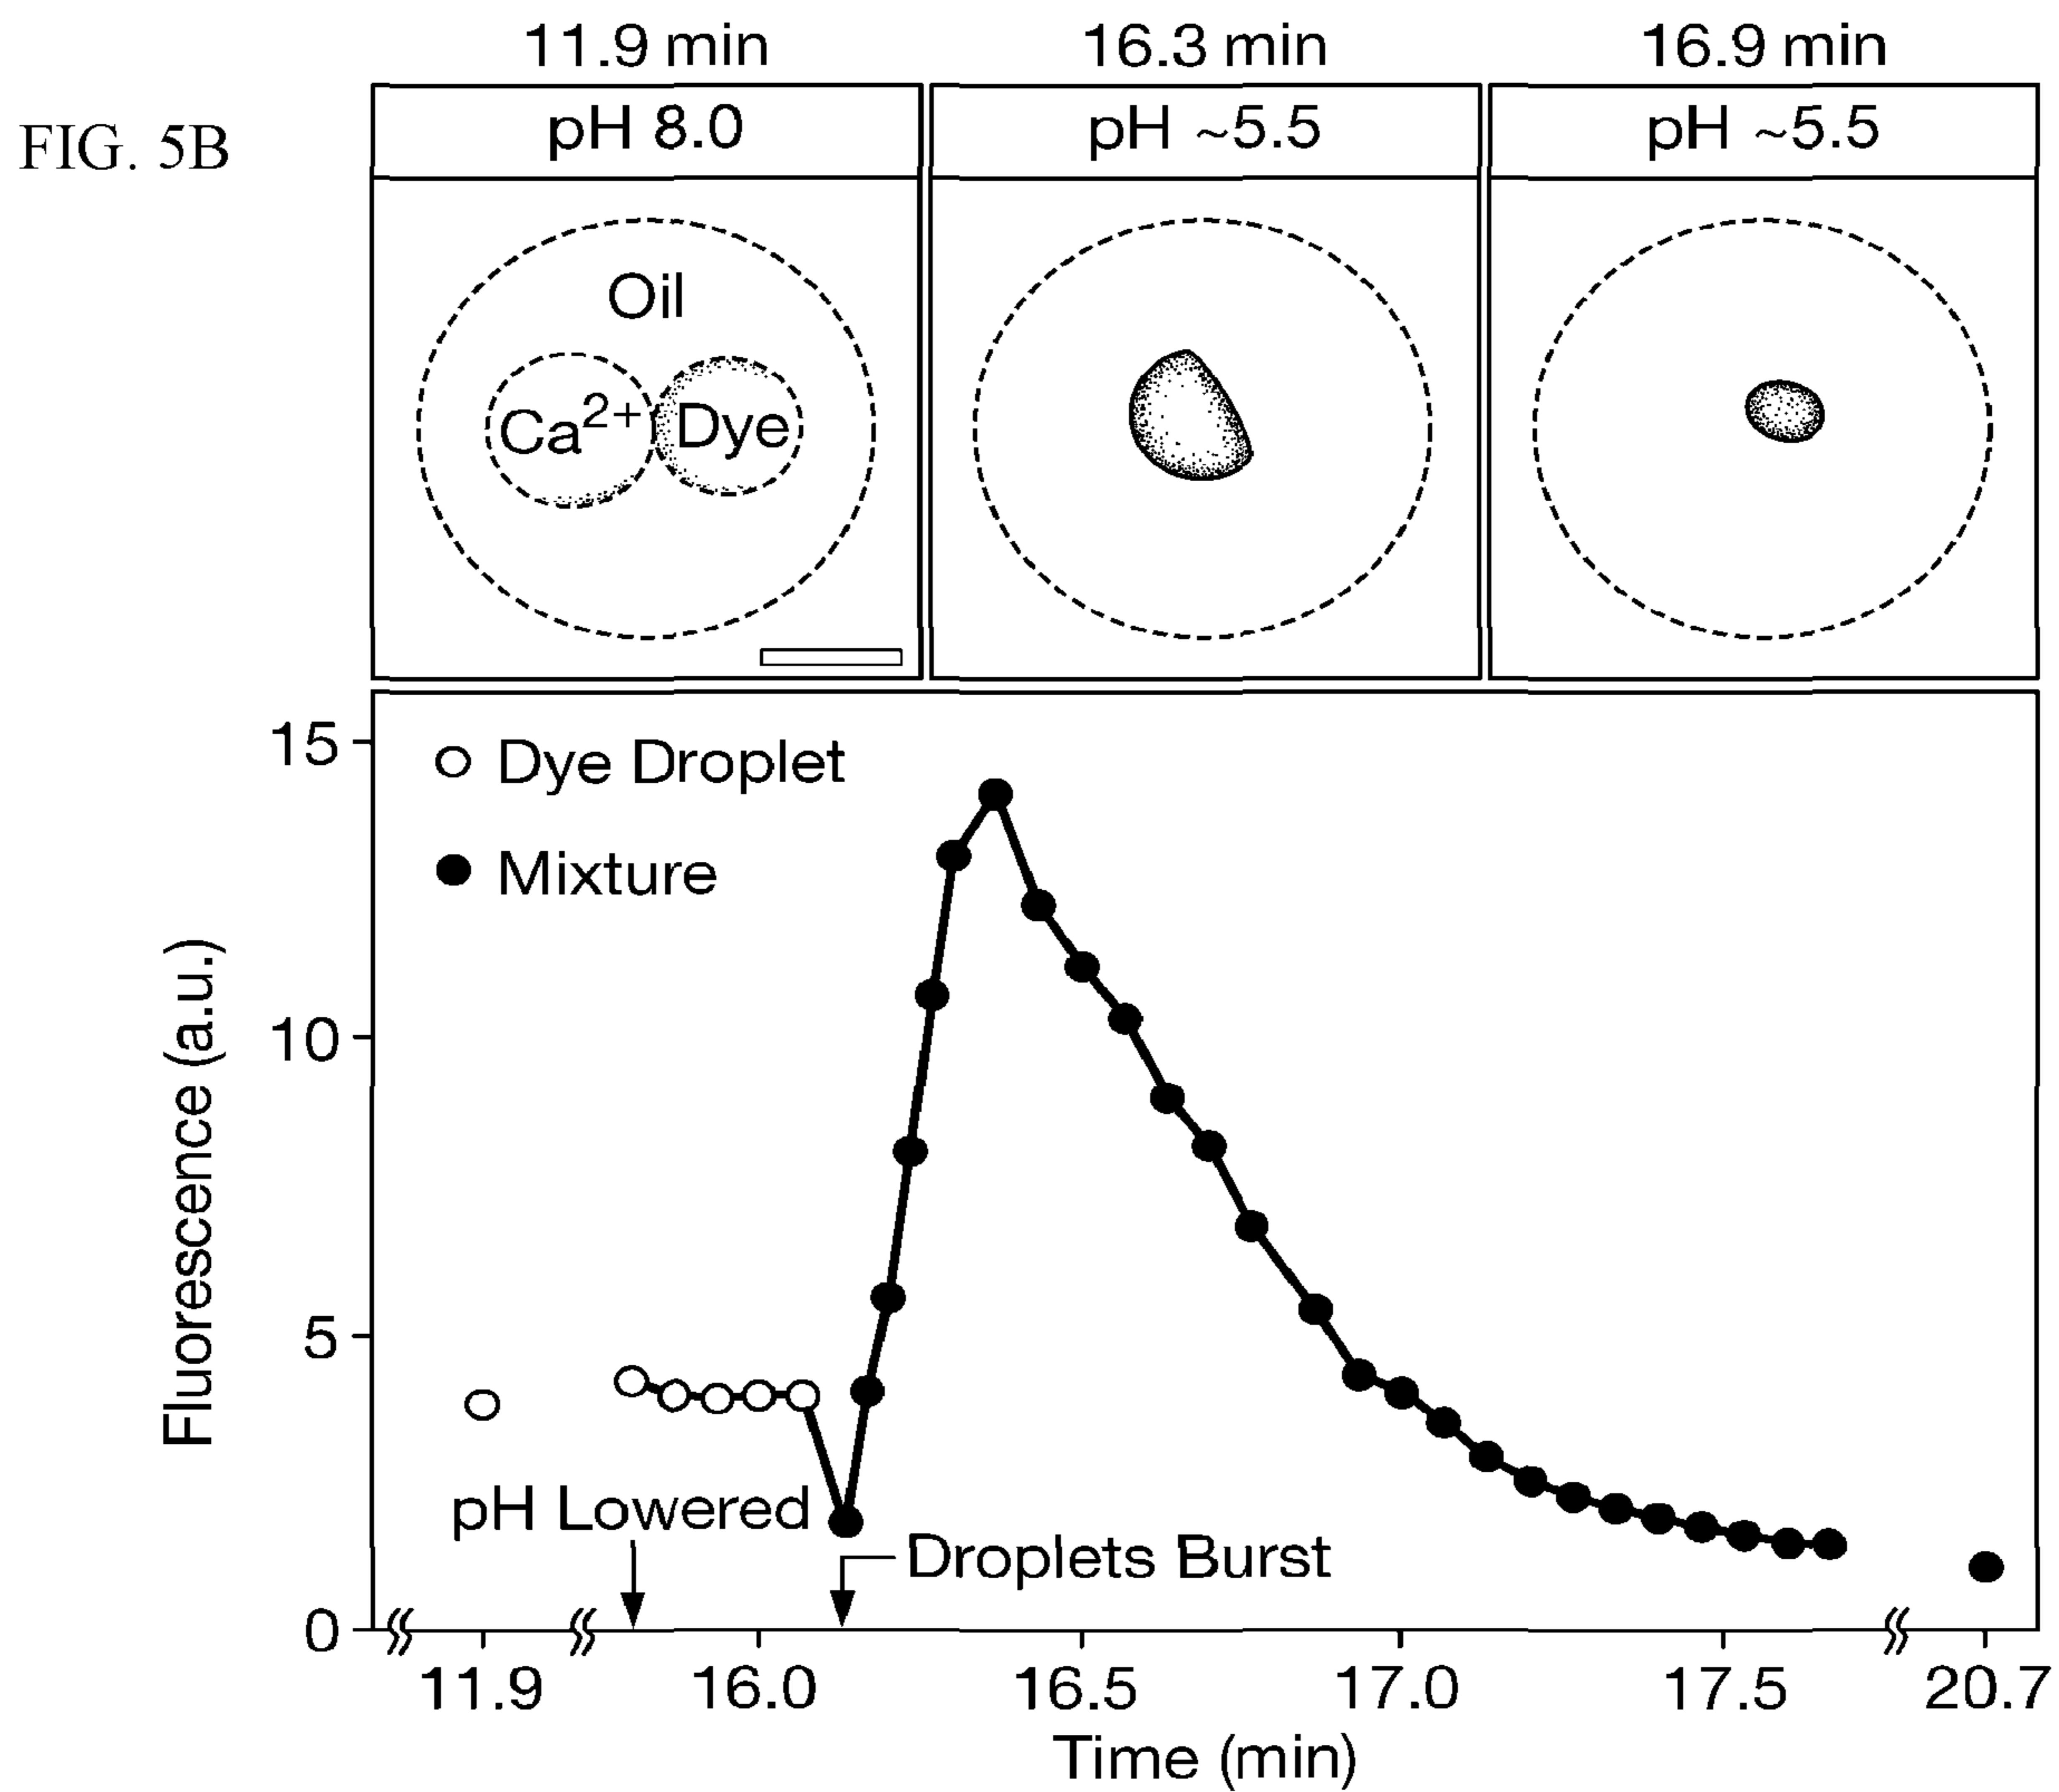 11.9 min 16.3 min 16.9 min
FIG. 5B
pH 8.0 pH ~5.5 pH ~5.5
Oil
Ca2+ Dye
15
Dye Droplet
Mixture
10
Fluorescence (a.u.)
5
pH Lowered
Droplets Burst
0
11.9 16.0 16.5 17.0 17.5 20.7
Time (min)